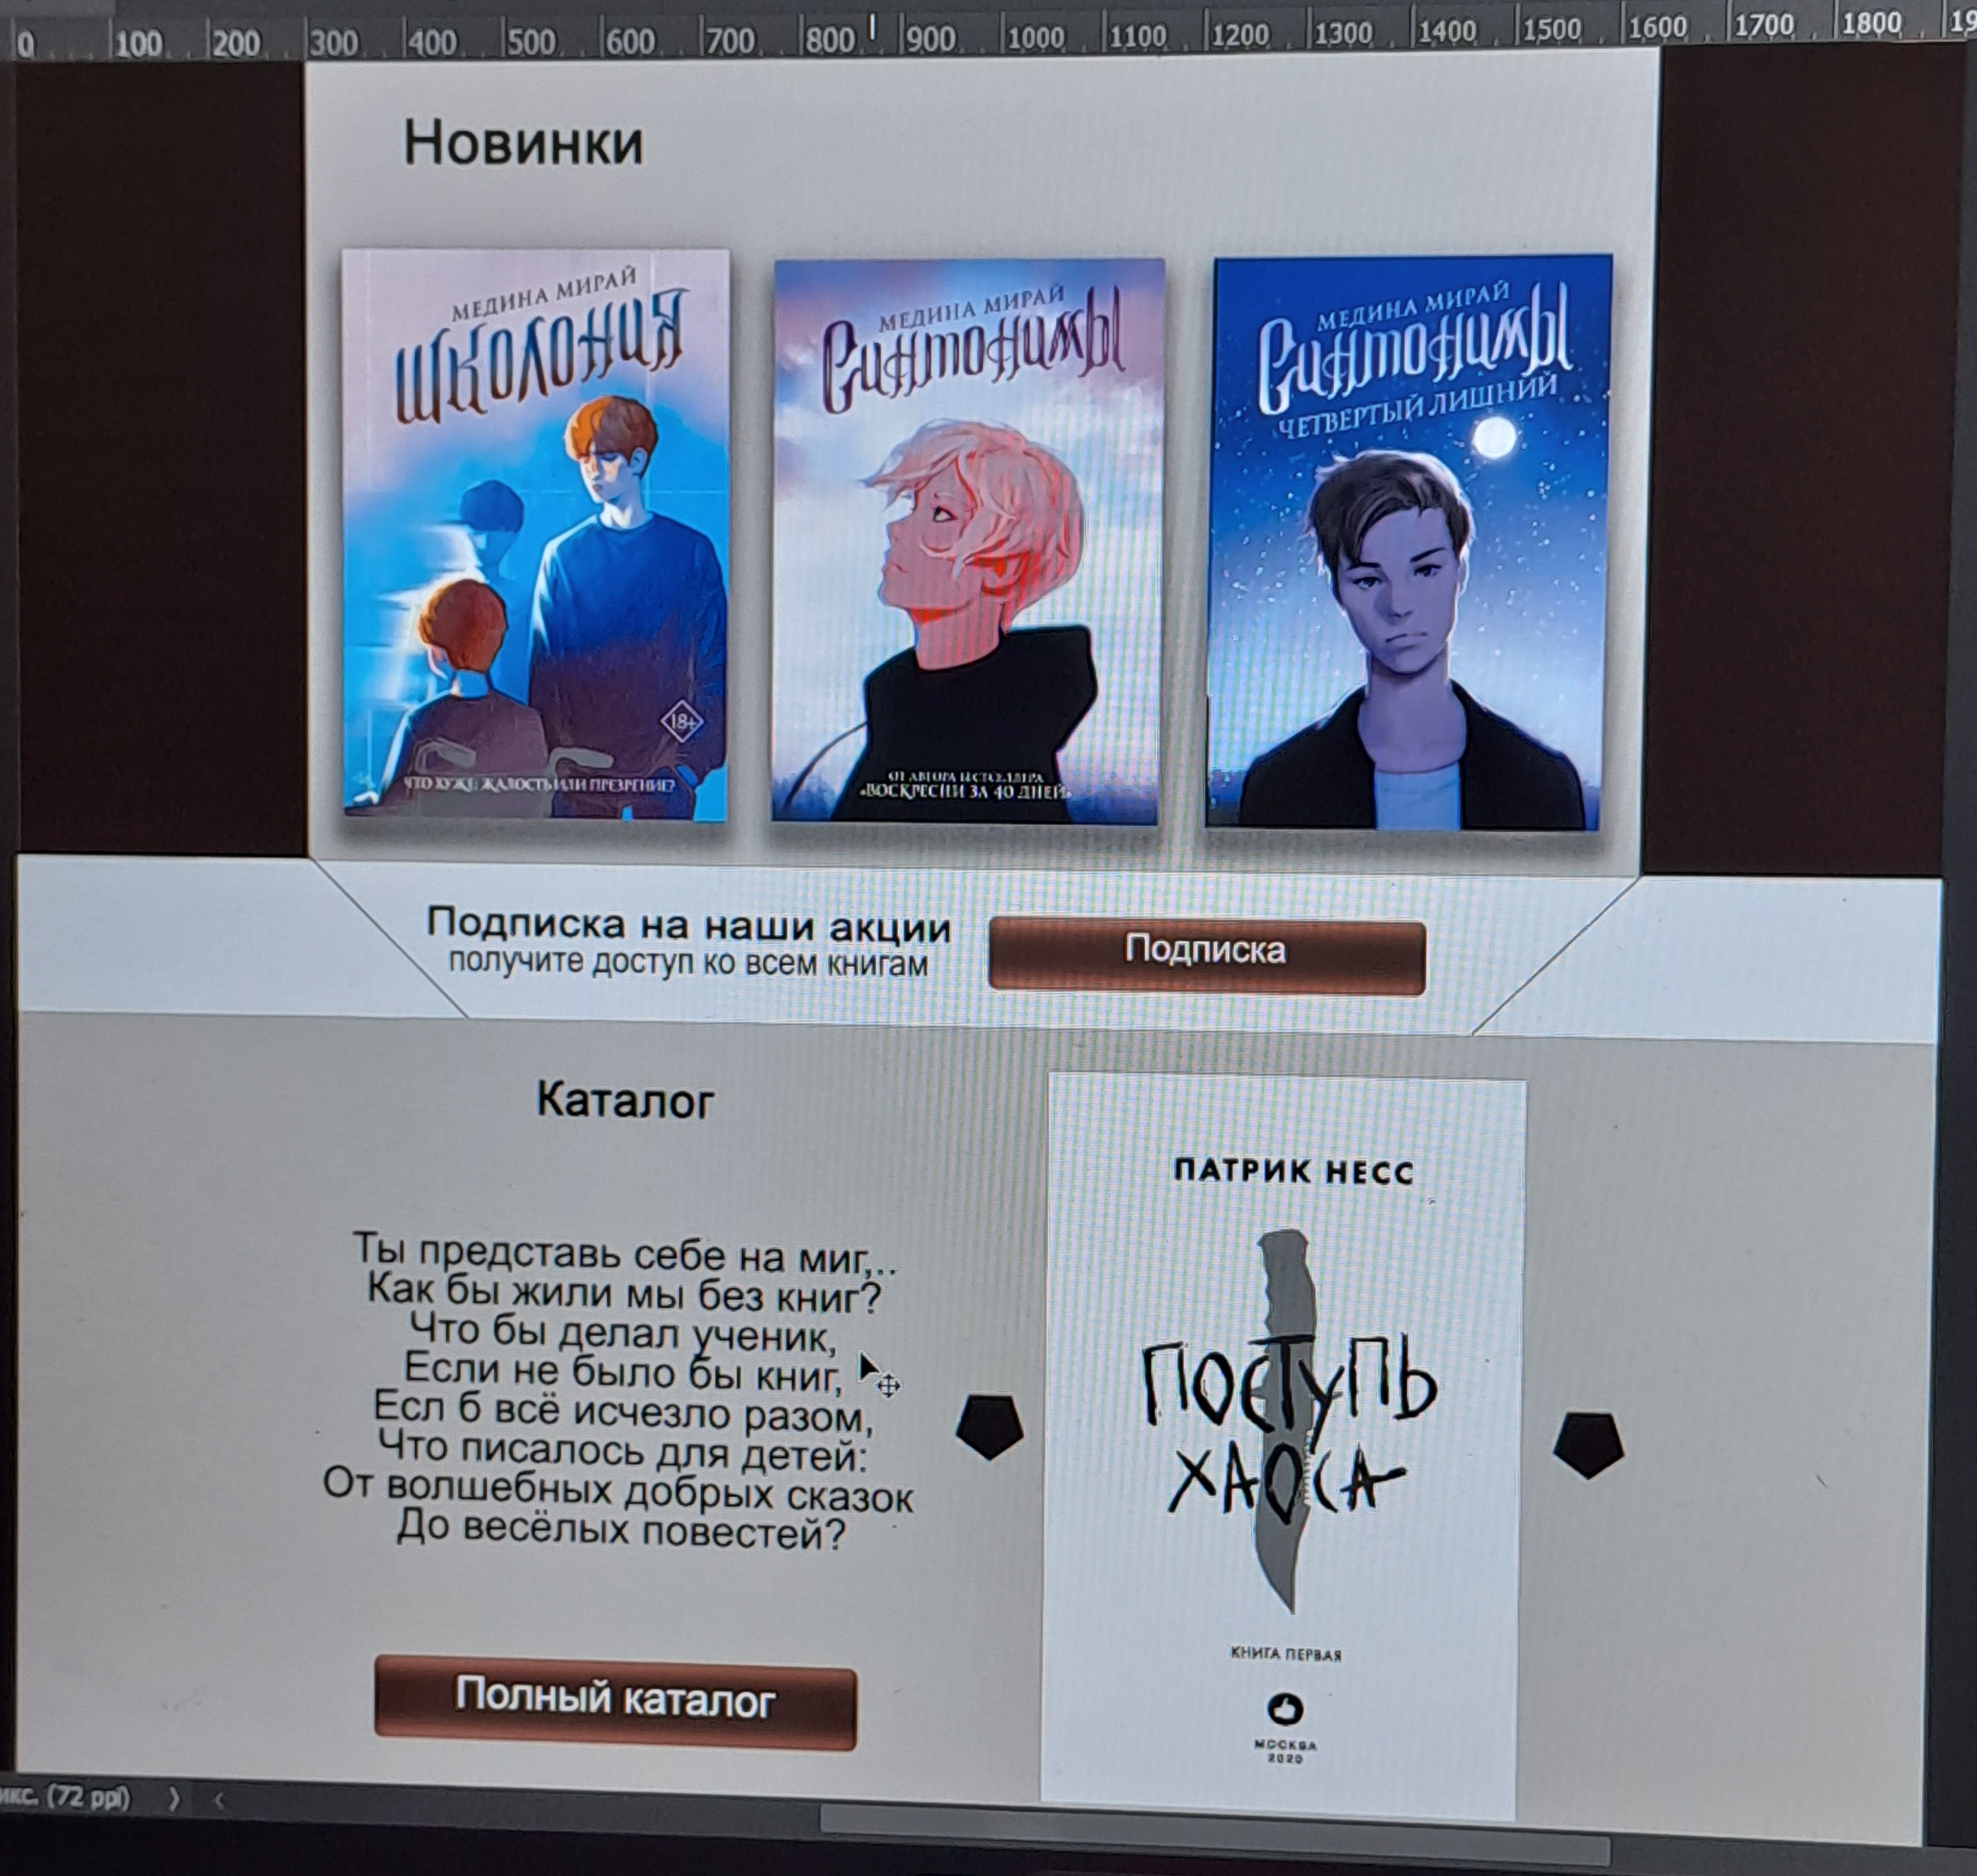 0 100 200 300 400 500 600 700 800 900 1000 1100 1200 1300 1400 1500 1600 1700 1800 19
Новинки
МЕДИНА МИРАЙ
ШКОЛОНИЯ
18+
ЧТО ХУЖЕ: ЖАЛОСТЬ ИЛИ ПРЕЗРЕНИЕ?
МЕДИНА МИРАЙ
Синтонимы
ОТ АВТОРА БЕСТСЕЛЛЕРА
«ВОСКРЕСНИ ЗА 40 ДНЕЙ»
МЕДИНА МИРАЙ
Синтонимы
ЧЕТВЕРТЫЙ ЛИШНИЙ
Подписка на наши акции
получите доступ ко всем книгам
Подписка
Каталог
Ты представь себе на миг,..
Как бы жили мы без книг?
Что бы делал ученик,
Если не было бы книг,
Есл б всё исчезло разом,
Что писалось для детей:
От волшебных добрых сказок
До весёлых повестей?
Полный каталог
ПАТРИК НЕСС
ПОСТУПЬ
ХАОСА
КНИГА ПЕРВАЯ
МОСКВА
2020
икс. (72 ppi)